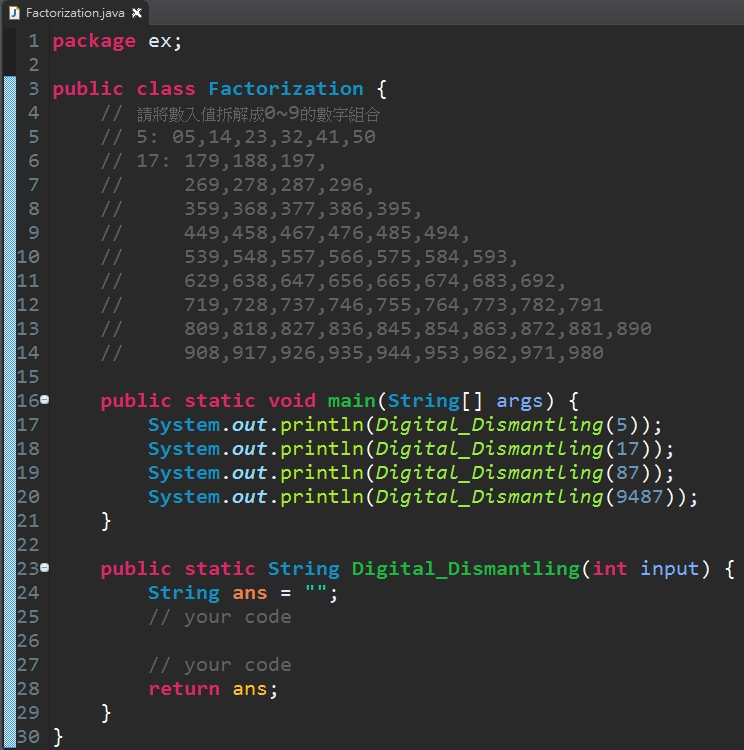 Factorization.java
1 package ex;
2
3 public class Factorization {
4     // 請將數入值拆解成0~9的數字組合
5     // 5: 05,14,23,32,41,50
6     // 17: 179,188,197,
7     //     269,278,287,296,
8     //     359,368,377,386,395,
9     //     449,458,467,476,485,494,
10     //     539,548,557,566,575,584,593,
11     //     629,638,647,656,665,674,683,692,
12     //     719,728,737,746,755,764,773,782,791
13     //     809,818,827,836,845,854,863,872,881,890
14     //     908,917,926,935,944,953,962,971,980
15
16     public static void main(String[] args) {
17         System.out.println(Digital_Dismantling(5));
18         System.out.println(Digital_Dismantling(17));
19         System.out.println(Digital_Dismantling(87));
20         System.out.println(Digital_Dismantling(9487));
21     }
22
23     public static String Digital_Dismantling(int input) {
24         String ans = "";
25         // your code
26
27         // your code
28         return ans;
29     }
30 }